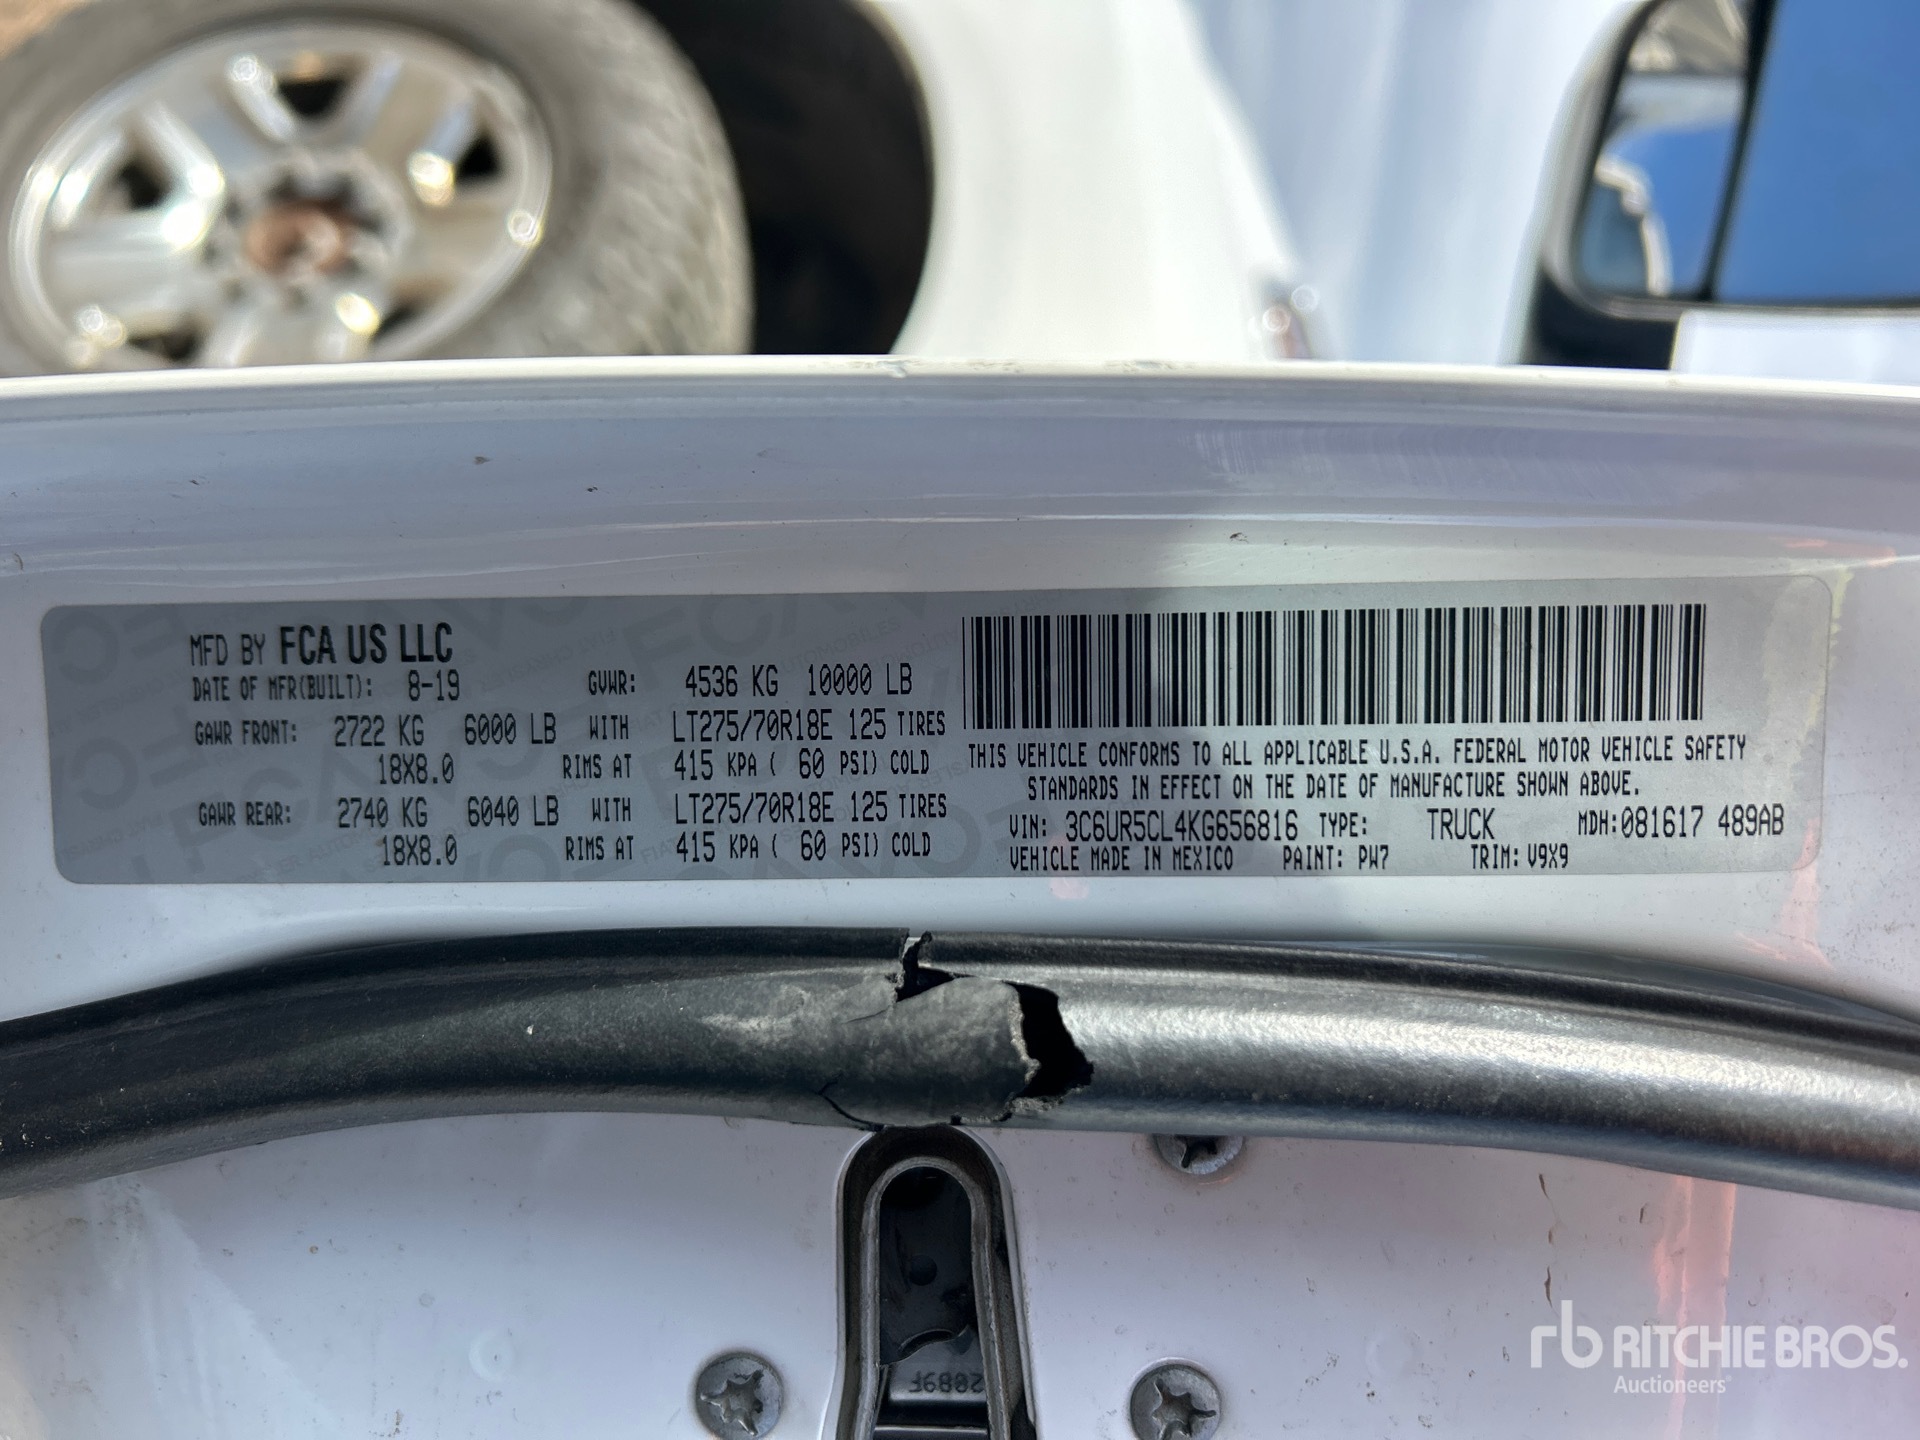 MFD BY FCA US LLC
DATE OF MFR(BUILT): 8-19 GVWR: 4536 KG 10000 LB
GAWR FRONT: 2722 KG 6000 LB WITH LT275/70R18E 125 TIRES
18X8.0 RIMS AT 415 KPA ( 60 PSI) COLD
GAWR REAR: 2740 KG 6040 LB WITH LT275/70R18E 125 TIRES
18X8.0 RIMS AT 415 KPA ( 60 PSI) COLD
THIS VEHICLE CONFORMS TO ALL APPLICABLE U.S.A. FEDERAL MOTOR VEHICLE SAFETY
STANDARDS IN EFFECT ON THE DATE OF MANUFACTURE SHOWN ABOVE.
VIN: 3C6UR5CL4KG656816 TYPE: TRUCK MDH:081617 489AB
VEHICLE MADE IN MEXICO PAINT: PW7 TRIM: V9X9
2089F
rb RITCHIE BROS.
Auctioneers